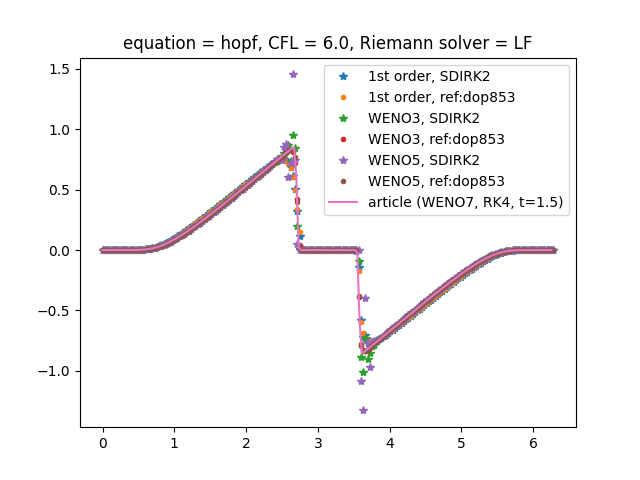 equation = hopf, CFL = 6.0, Riemann solver = LF
1st order, SDIRK2
1st order, ref:dop853
WENO3, SDIRK2
WENO3, ref:dop853
WENO5, SDIRK2
WENO5, ref:dop853
article (WENO7, RK4, t=1.5)
1.5
1.0
0.5
0.0
−0.5
−1.0
0 1 2 3 4 5 6